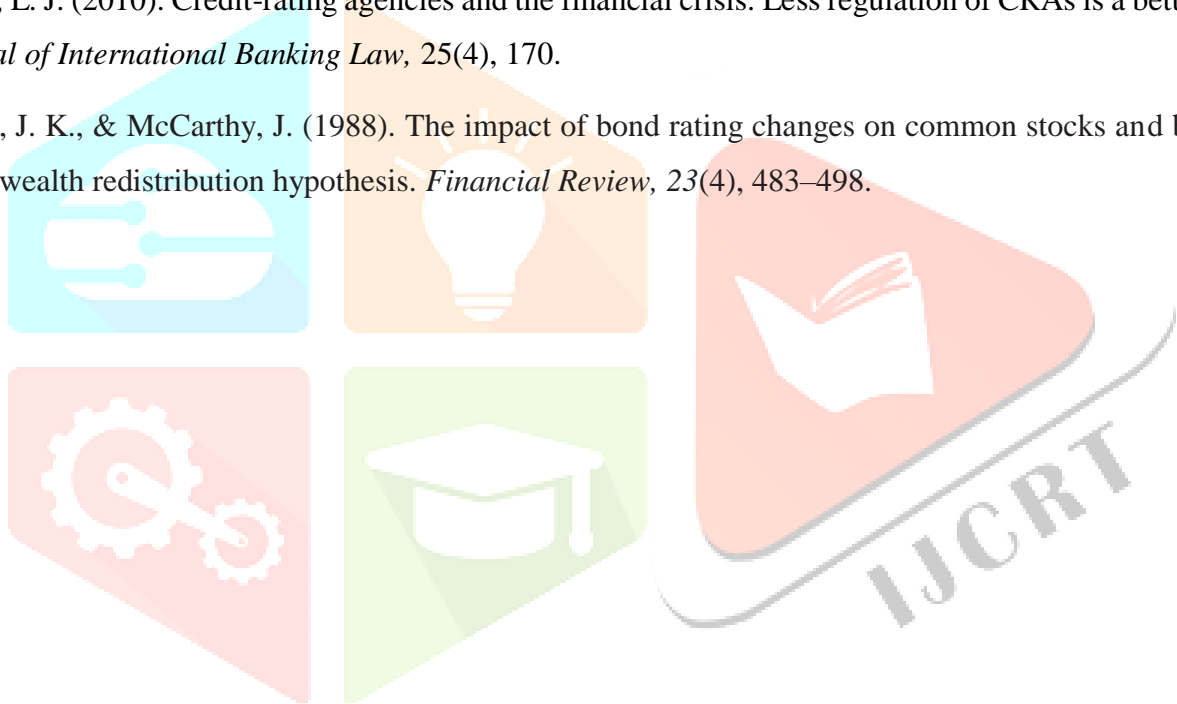 , L. J. (2010). Credit-rating agencies and the financial crisis: Less regulation of CRAs is a bett
al of International Banking Law, 25(4), 170.
, J. K., & McCarthy, J. (1988). The impact of bond rating changes on common stocks and b
wealth redistribution hypothesis. Financial Review, 23(4), 483–498.
IJCRT